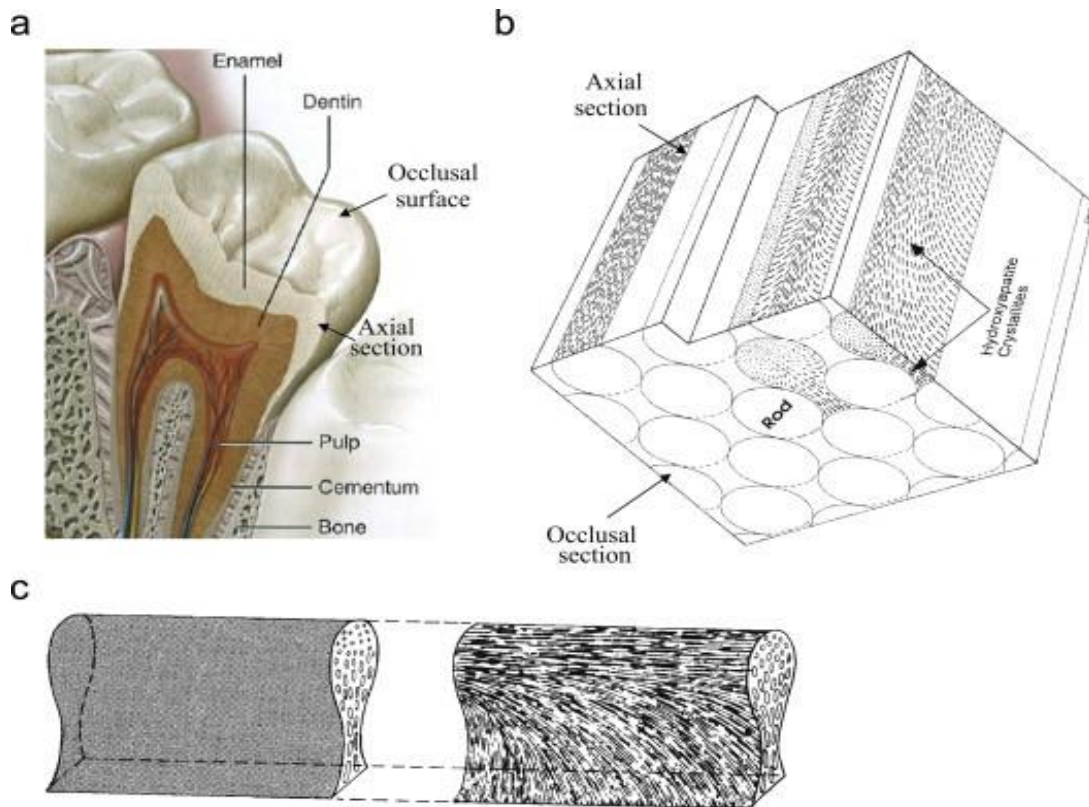 a
Enamel
Dentin
Occlusal
surface
Axial
section
Pulp
Cementum
Bone
b
Axial
section
Hydroxyapatite
Crystallites
Rod
Occlusal
section
c